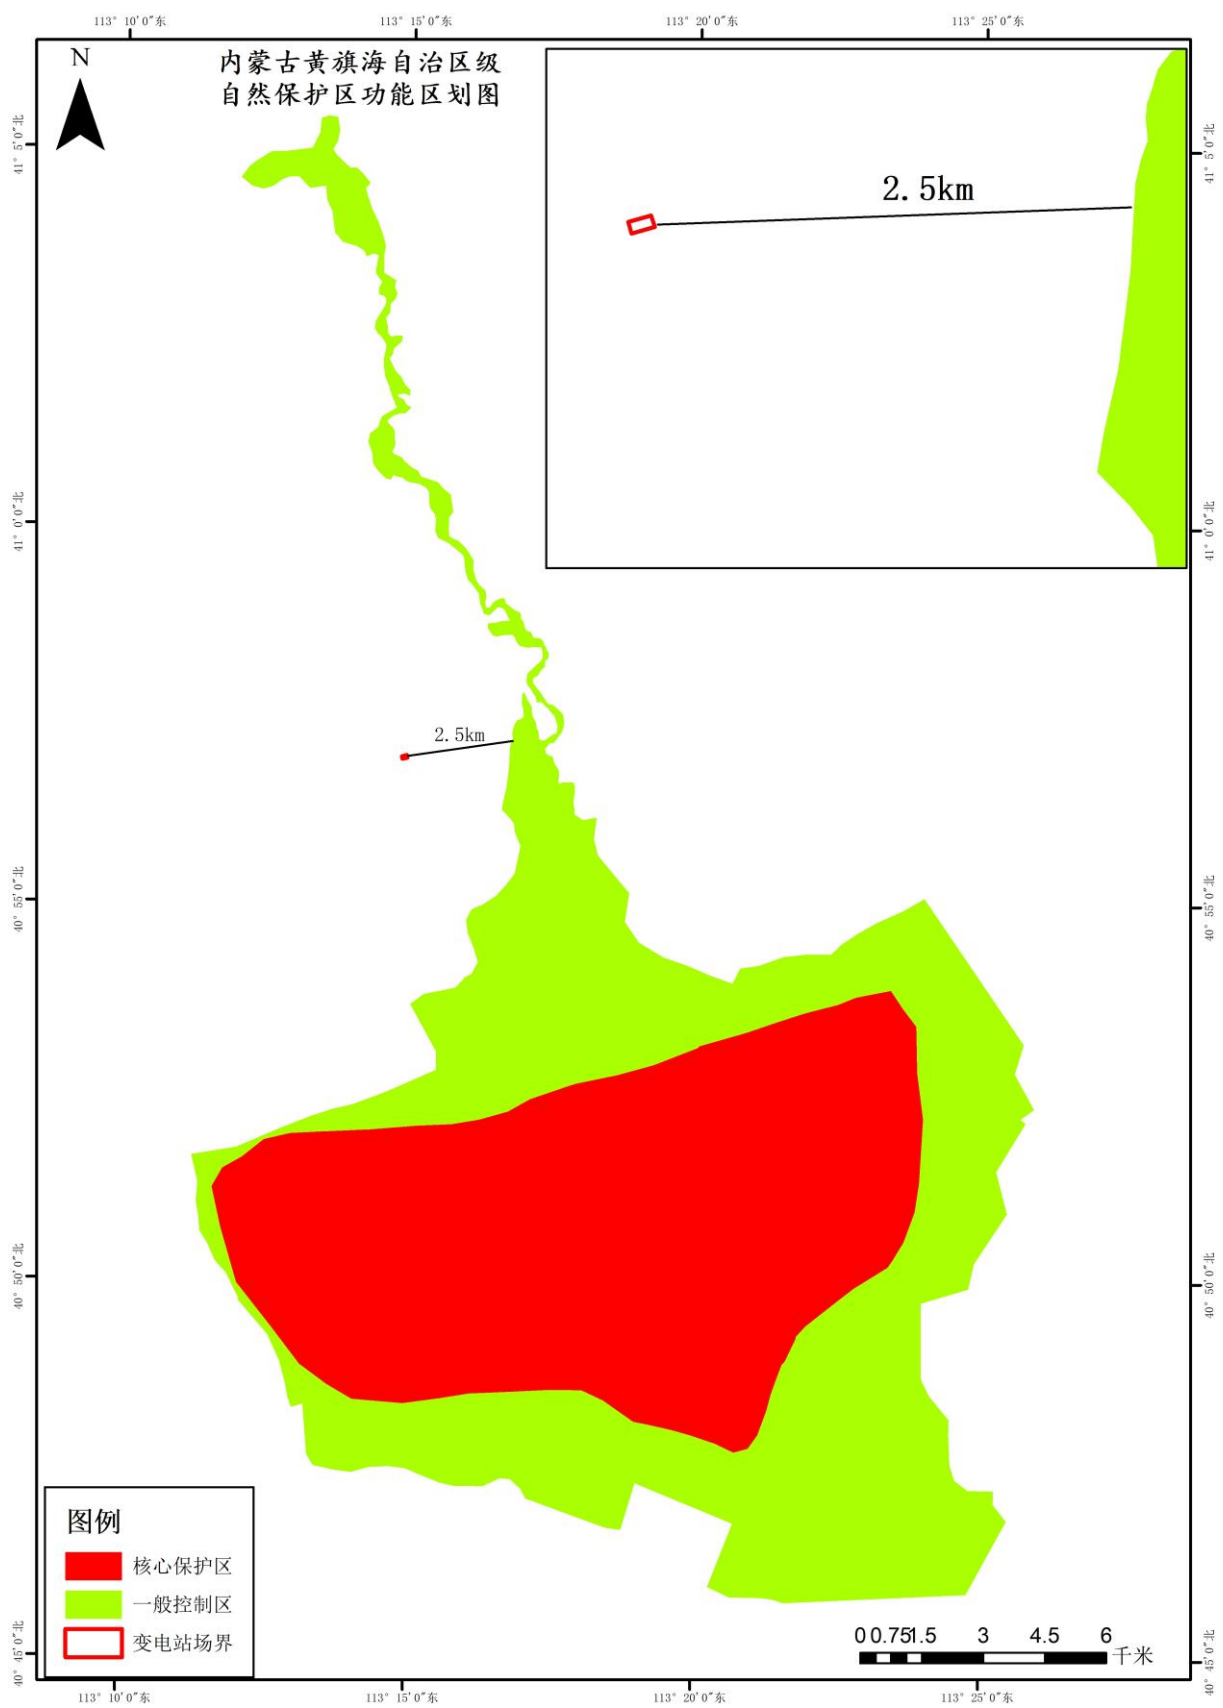 113° 10'0"东
113° 15'0"东
113° 20'0"东
113° 25'0"东
N
内蒙古黄旗海自治区级
自然保护区功能区划图
41° 5'0"北
41° 5'0"北
2.5km
41° 0'0"北
41° 0'0"北
2.5km
40° 55'0"北
40° 55'0"北
40° 50'0"北
40° 50'0"北
图例
核心保护区
一般控制区
变电站场界
0 0.75 1.5 3 4.5 6
千米
40° 45'0"北
40° 45'0"北
113° 10'0"东
113° 15'0"东
113° 20'0"东
113° 25'0"东